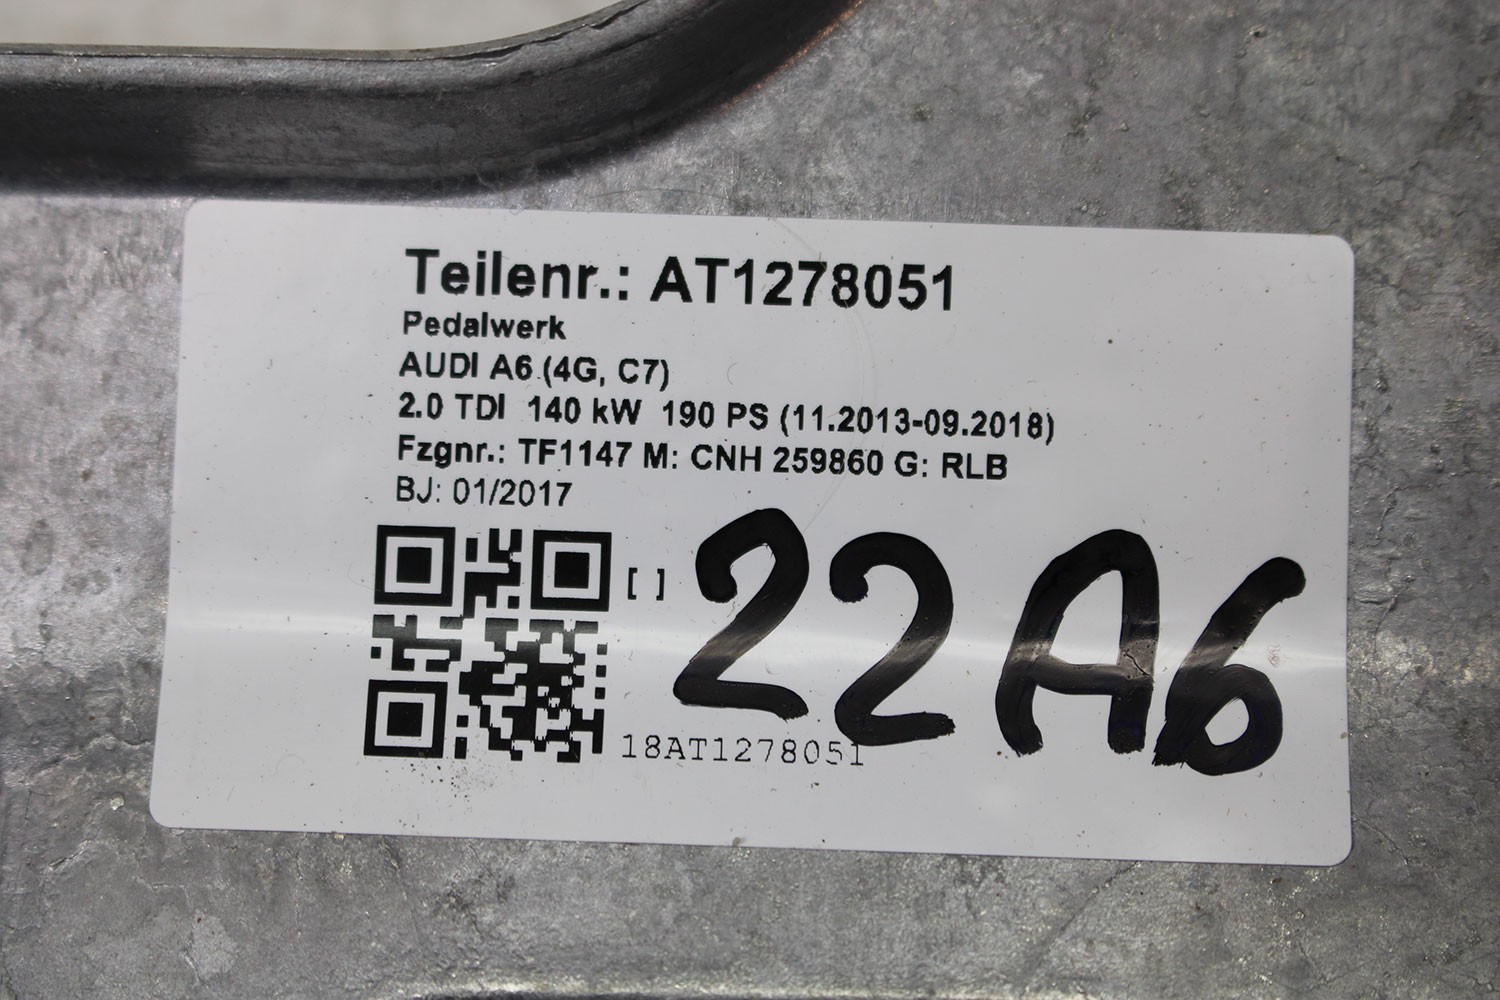 Teilenr.: AT1278051
Pedalwerk
AUDI A6 (4G, C7)
2.0 TDI 140 kW 190 PS (11.2013-09.2018)
Fzgnr.: TF1147 M: CNH 259860 G: RLB
BJ: 01/2017
[ ]
22A6
18AT1278051